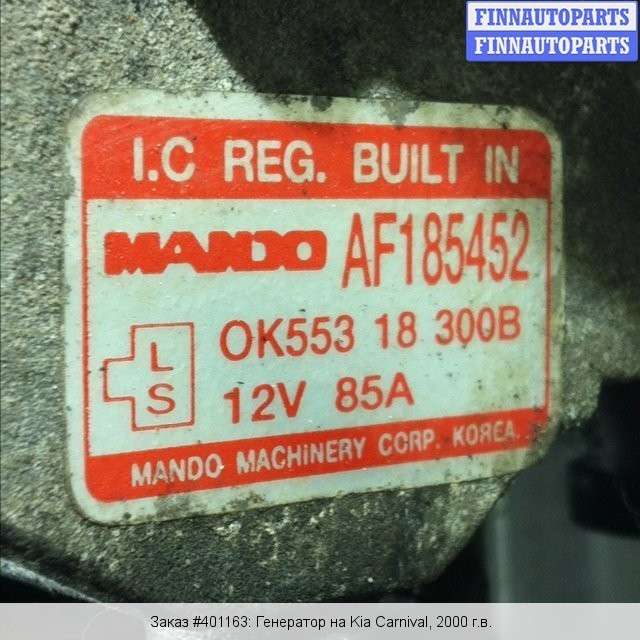 FINNAUTOPARTS
FINNAUTOPARTS
I.C REG. BUILT IN
MANDO AF185452
L
S
OK553 18 300B
12V 85A
MANDO MACHINERY CORP. KOREA.
Заказ #401163: Генератор на Kia Carnival, 2000 г.в.